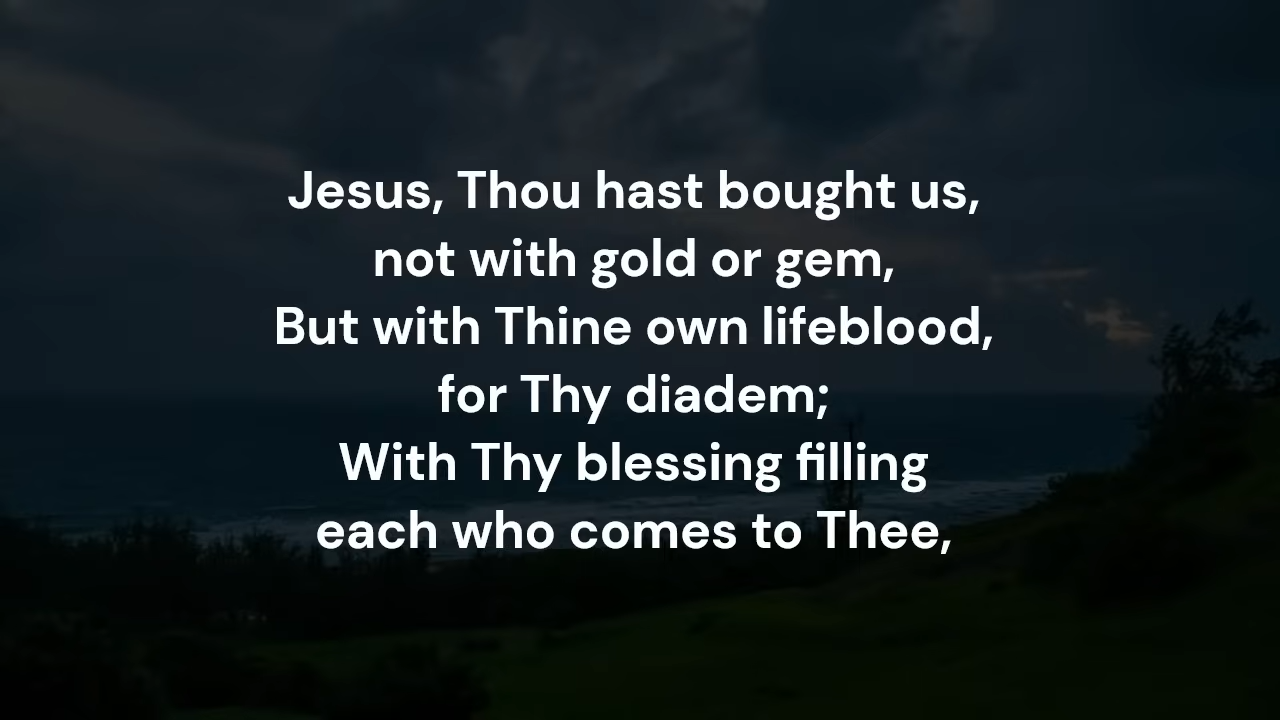 Jesus, Thou hast bought us,
not with gold or gem,
But with Thine own lifeblood,
for Thy diadem;
With Thy blessing filling
each who comes to Thee,